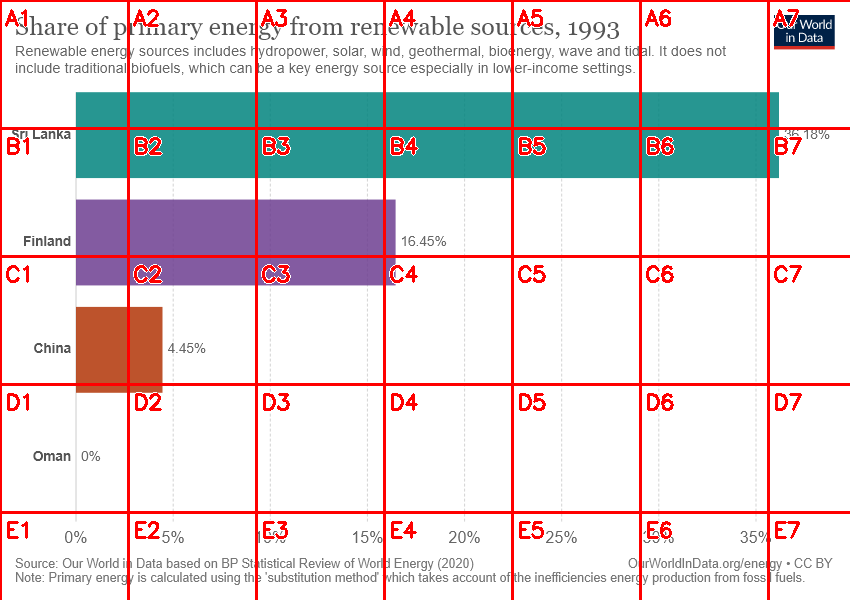 Share of primary energy from renewable sources, 1993
Our World
in Data
Renewable energy sources includes hydropower, solar, wind, geothermal, bioenergy, wave and tidal. It does not
include traditional biofuels, which can be a key energy source especially in lower-income settings.
Sri Lanka 36.18%
Finland 16.45%
China 4.45%
Oman 0%
0% 5% 10% 15% 20% 25% 30% 35%
Source: Our World in Data based on BP Statistical Review of World Energy (2020) OurWorldInData.org/energy • CC BY
Note: Primary energy is calculated using the 'substitution method' which takes account of the inefficiencies energy production from fossil fuels.
A1 A2 A3 A4 A5 A6 A7
B1 B2 B3 B4 B5 B6 B7
C1 C2 C3 C4 C5 C6 C7
D1 D2 D3 D4 D5 D6 D7
E1 E2 E3 E4 E5 E6 E7